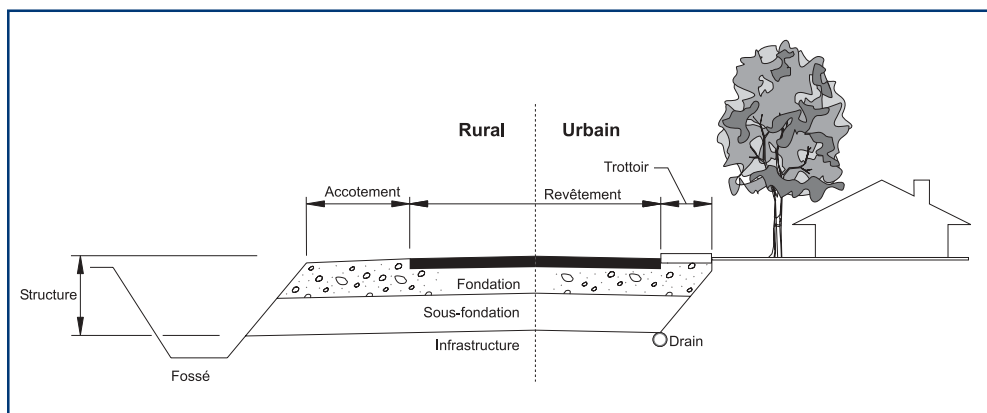 Rural
Urbain
Trottoir
Accotement
Revêtement
Structure
Fondation
Sous-fondation
Infrastructure
Drain
Fossé